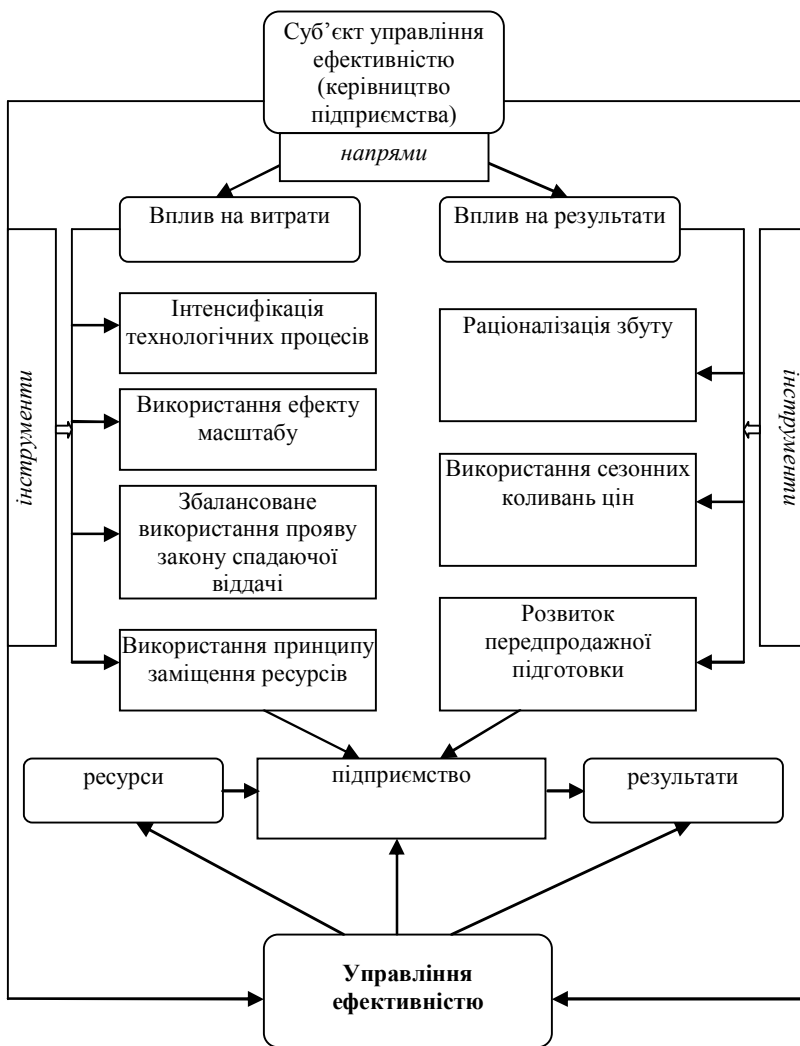 Суб’єкт управління
ефективністю
(керівництво
підприємства)
напрями
Вплив на витрати
Вплив на результати
інструменти
Інтенсифікація
технологічних процесів
Використання ефекту
масштабу
Збалансоване
використання прояву
закону спадаючої
віддачі
Використання принципу
заміщення ресурсів
Раціоналізація збуту
Використання сезонних
коливань цін
Розвиток
передпродажної
підготовки
інструменти
ресурси
підприємство
результати
Управління
ефективністю